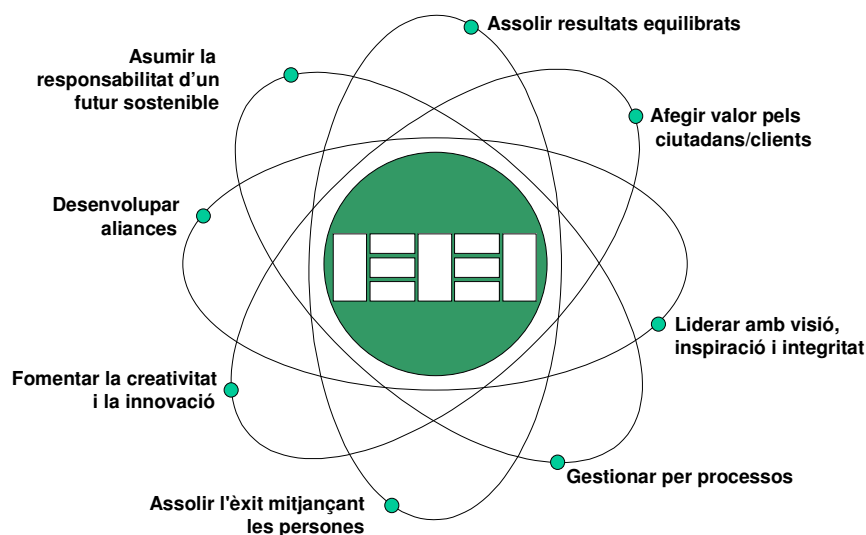 Assolir resultats equilibrats
Asumir la
responsabilitat d'un
futur sostenible
Afegir valor pels
ciutadans/clients
Desenvolupar
aliances
Liderar amb visió,
inspiració i integritat
Fomentar la creativitat
i la innovació
Gestionar per processos
Assolir l'èxit mitjançant
les persones